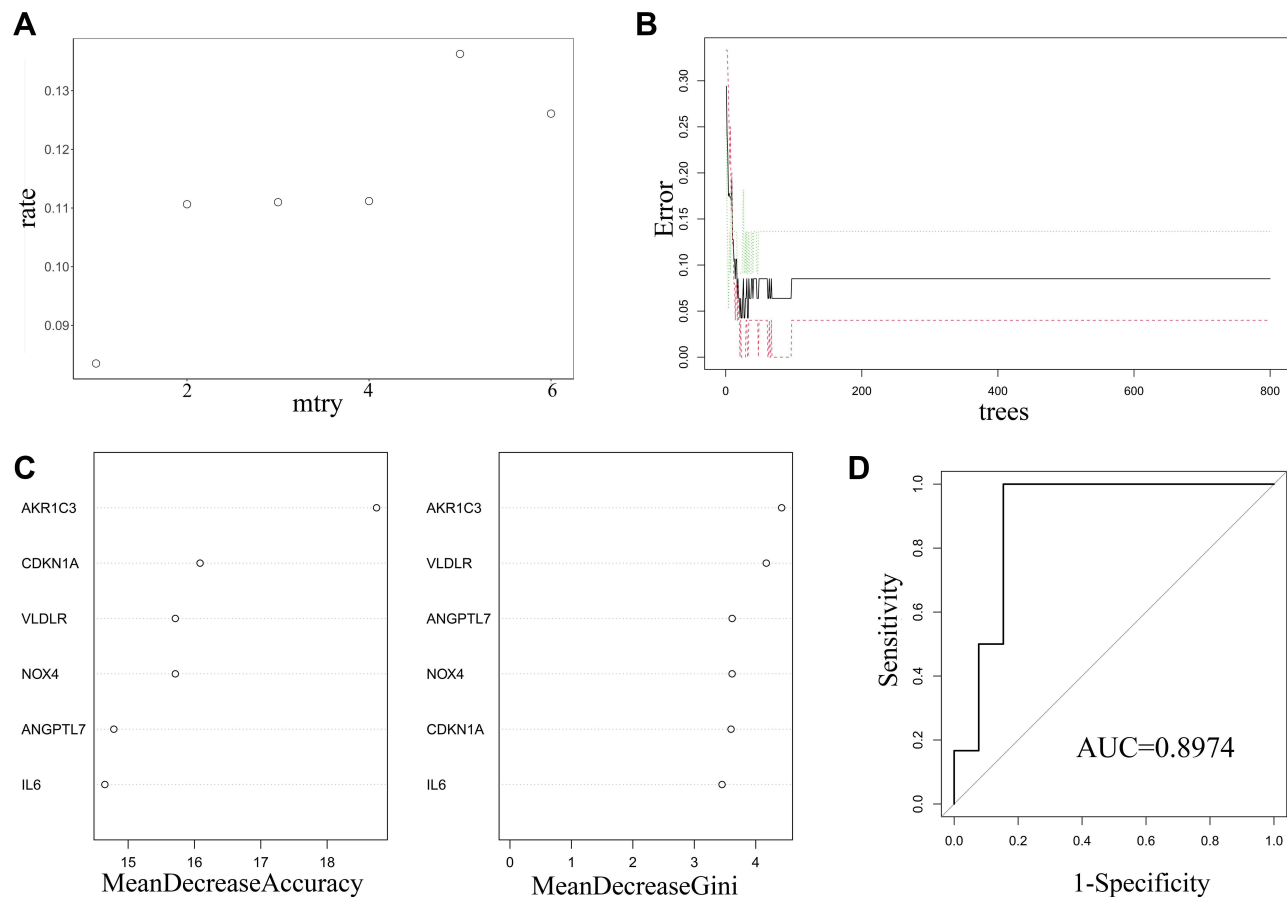 A
0.13
0.12
0.11
0.10
0.09
rate
2
4
6
mtry
B
0.30
0.25
0.20
0.15
0.10
0.05
0.00
Error
0
200
400
600
800
trees
C
AKR1C3
CDKN1A
VLDLR
NOX4
ANGPTL7
IL6
15
16
17
18
MeanDecreaseAccuracy
AKR1C3
VLDLR
ANGPTL7
NOX4
CDKN1A
IL6
0
1
2
3
4
MeanDecreaseGini
D
1.0
0.8
0.6
0.4
0.2
0.0
Sensitivity
AUC=0.8974
0.0
0.2
0.4
0.6
0.8
1.0
1-Specificity